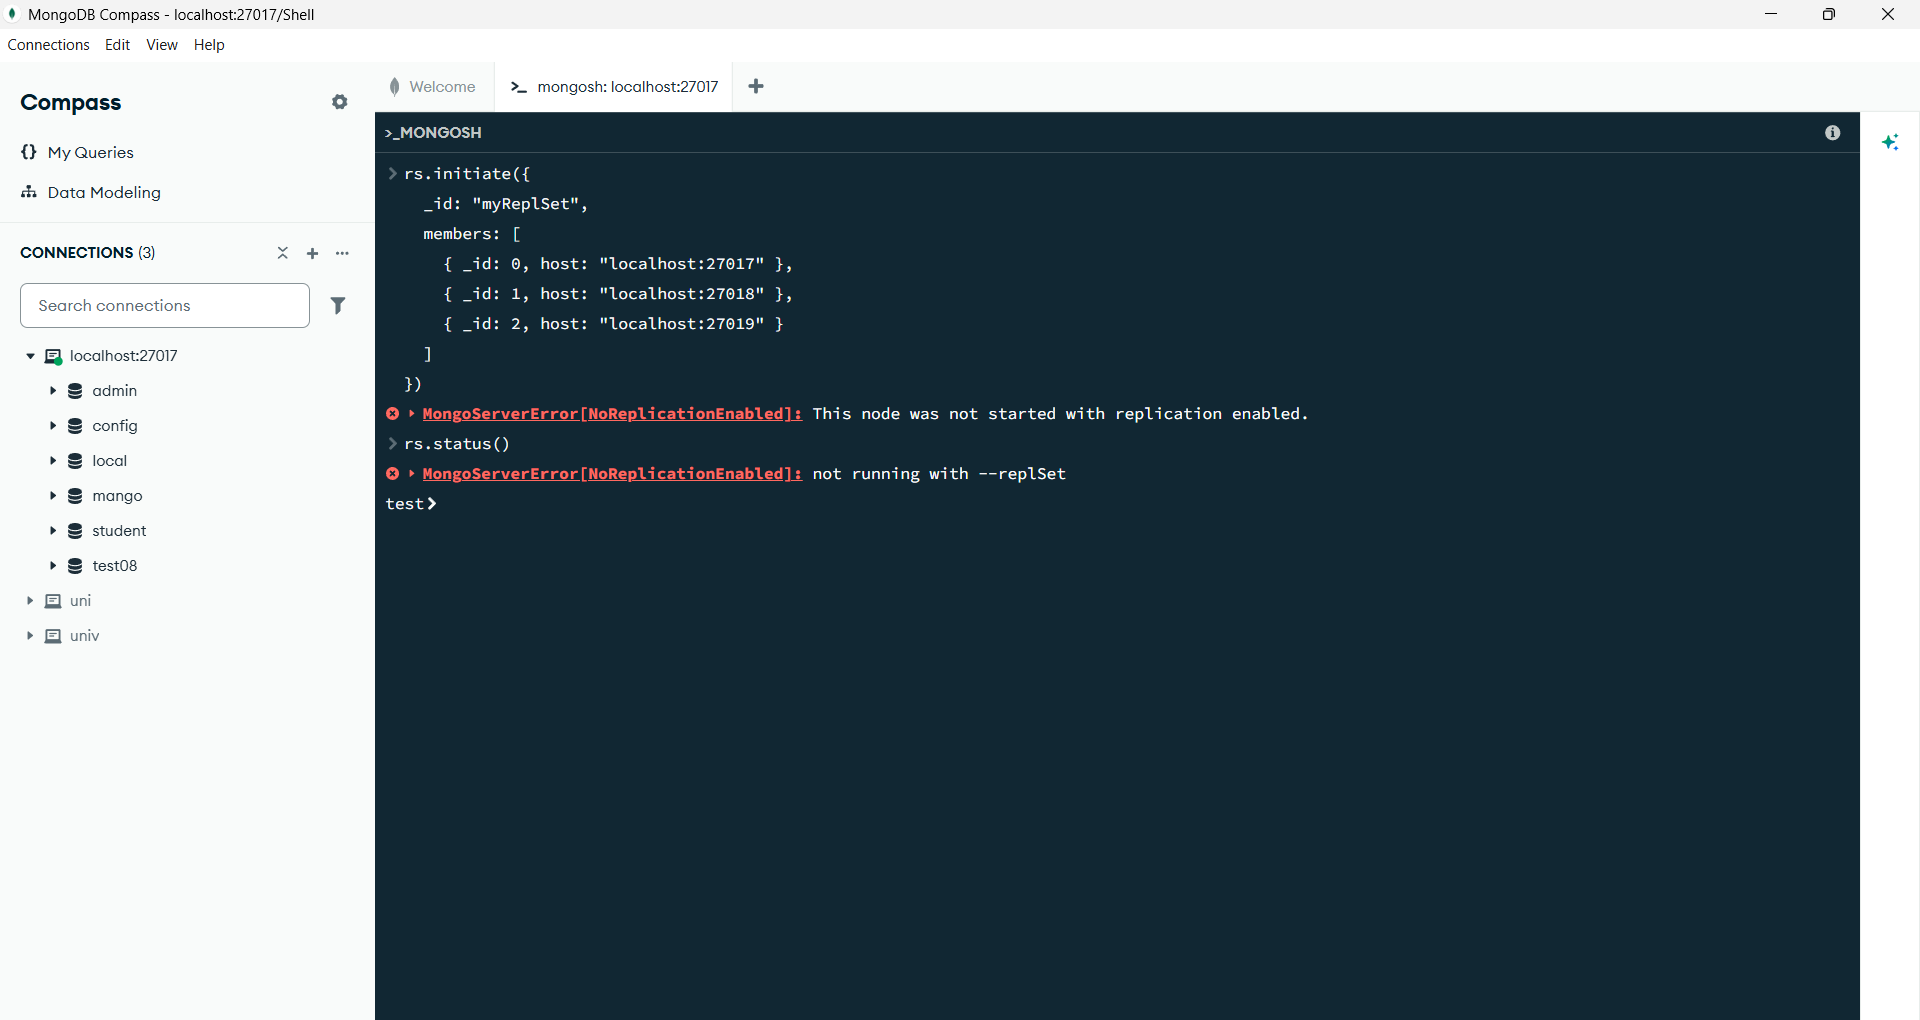 MongoDB Compass - localhost:27017/Shell
Connections Edit View Help
Compass
My Queries
Data Modeling
CONNECTIONS (3)
Search connections
localhost:27017
admin
config
local
mango
student
test08
uni
univ
Welcome
>_ mongosh: localhost:27017
>_MONGOSH
> rs.initiate({
_id: "myReplSet",
members: [
{ _id: 0, host: "localhost:27017" },
{ _id: 1, host: "localhost:27018" },
{ _id: 2, host: "localhost:27019" }
]
})
MongoServerError[NoReplicationEnabled]: This node was not started with replication enabled.
> rs.status()
MongoServerError[NoReplicationEnabled]: not running with --replSet
test>